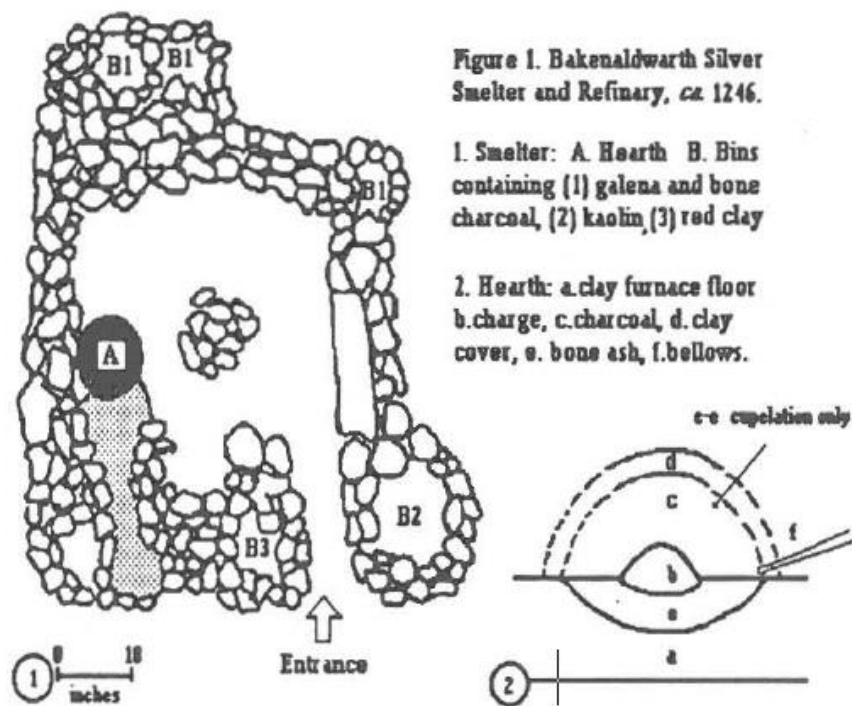 Figure 1. Bakenaldwarth Silver
Smelter and Refinary, ca 1246.
1. Smelter: A. Hearth B. Bins
containing (1) galena and bone
charcoal, (2) kaolin, (3) red clay
2. Hearth: a.clay furnace floor
b.charge, c.charcoal, d.clay
cover, e. bone ash, f.bellows.
B1 B1
B1
A
B3
B2
Entrance
1
0 18
inches
e-e cupelation only
d
c
f
b
e
a
2